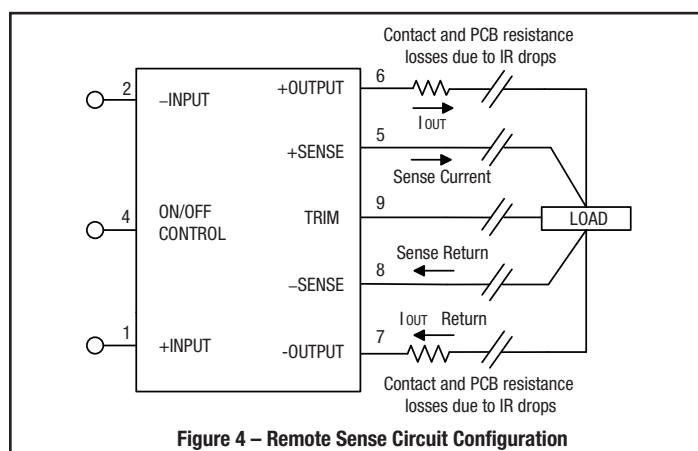 Contact and PCB resistance
losses due to IR drops
2
–INPUT
+OUTPUT
6
IOUT
+SENSE
5
Sense Current
4
ON/OFF
CONTROL
TRIM
9
LOAD
Sense Return
8
–SENSE
1
+INPUT
-OUTPUT
7
IOUT Return
Contact and PCB resistance
losses due to IR drops
Figure 4 – Remote Sense Circuit Configuration